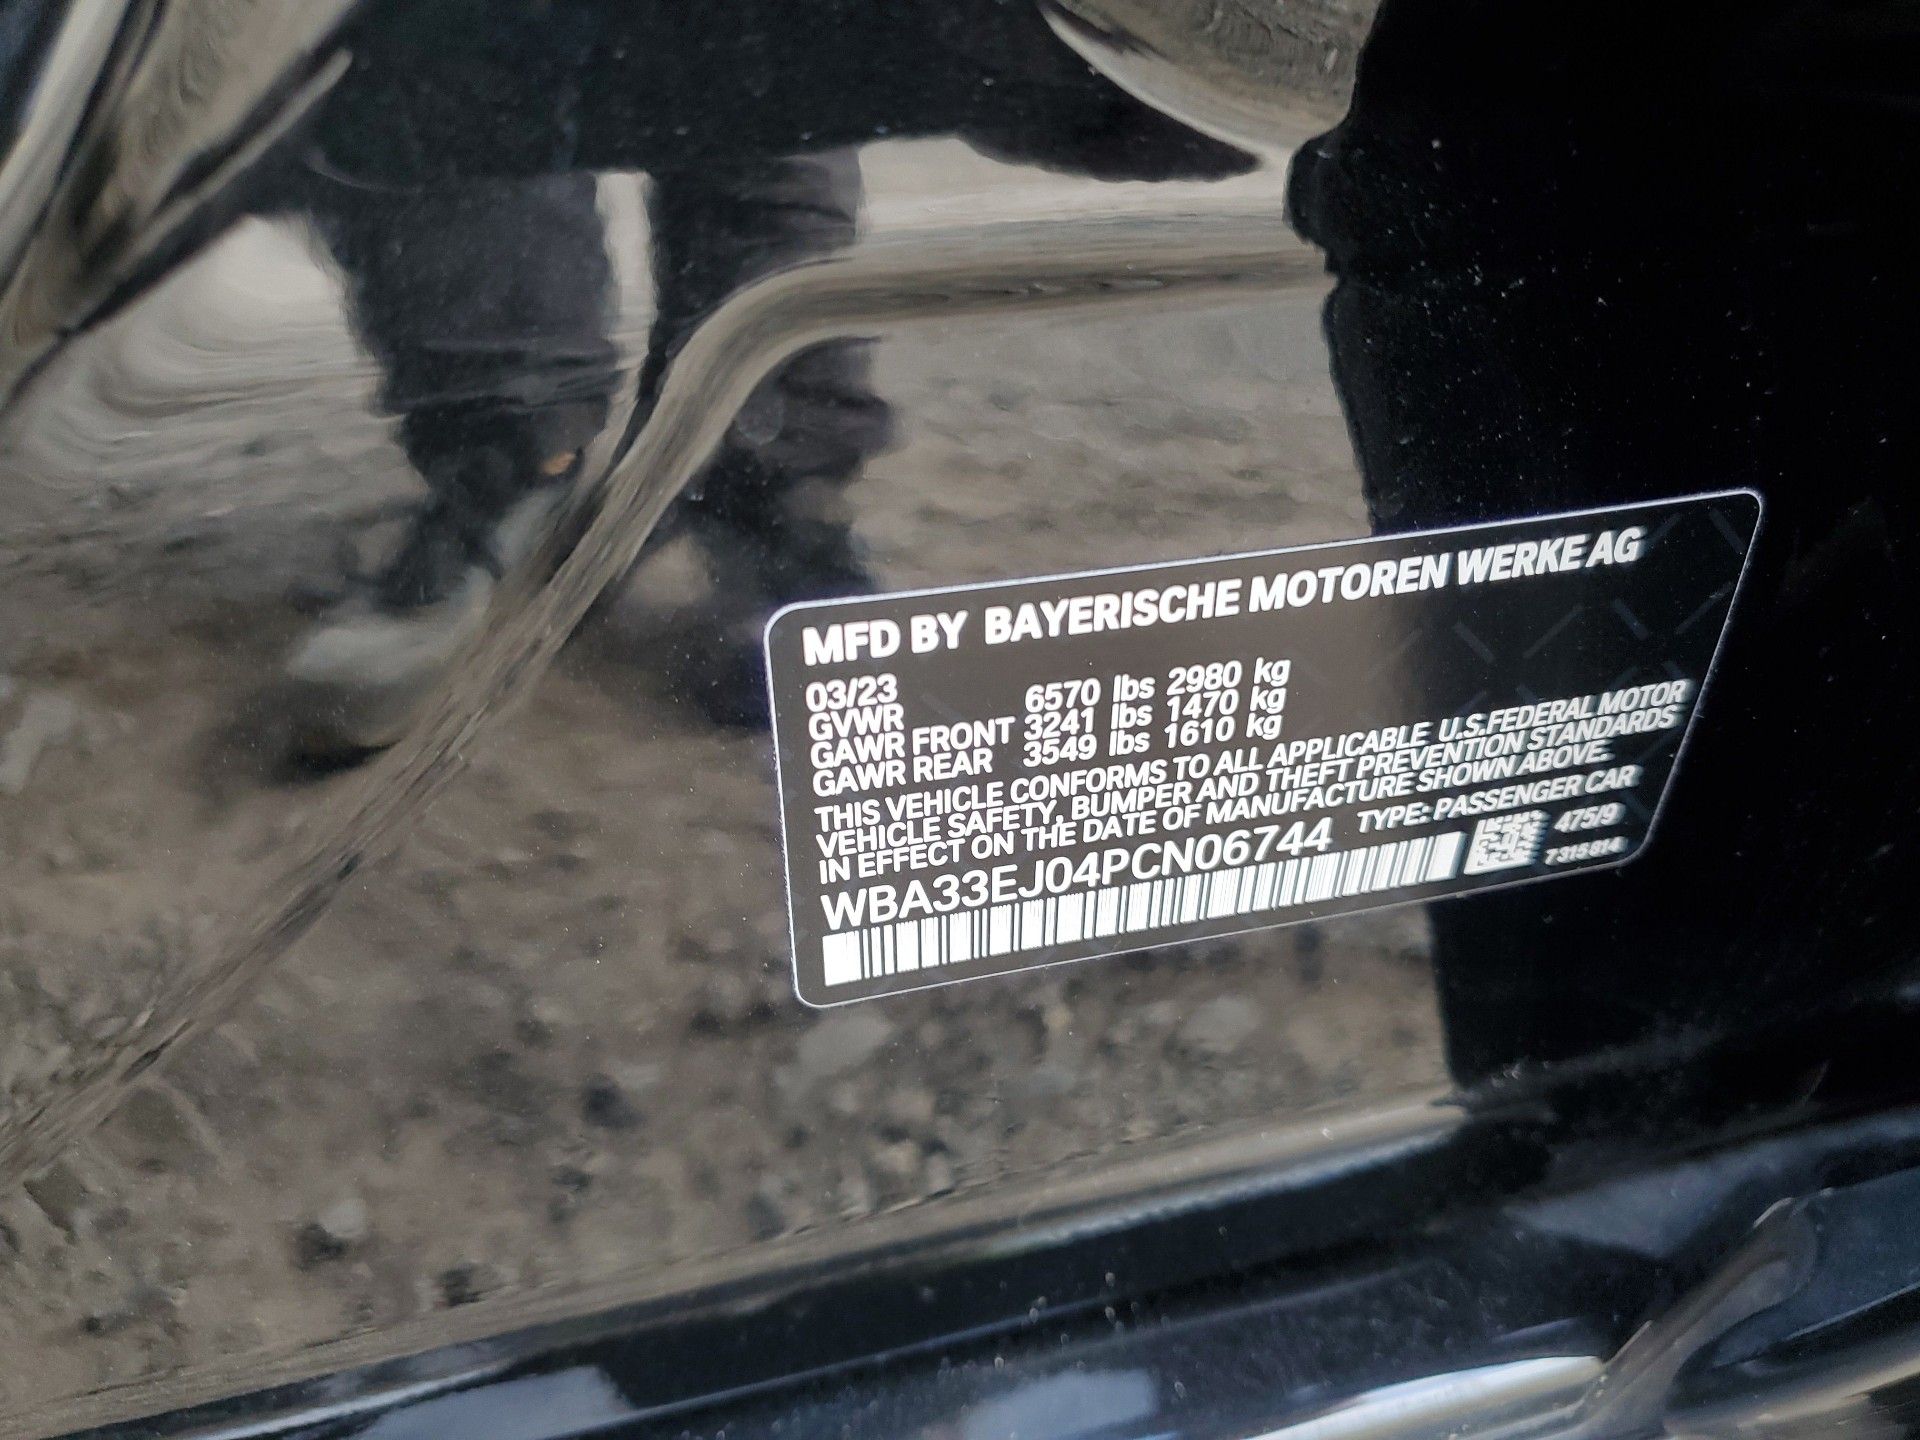 MFD BY BAYERISCHE MOTOREN WERKE AG
03/23
GVWR 6570 lbs 2980 kg
GAWR FRONT 3241 lbs 1470 kg
GAWR REAR 3549 lbs 1610 kg
THIS VEHICLE CONFORMS TO ALL APPLICABLE U.S.FEDERAL MOTOR
VEHICLE SAFETY, BUMPER AND THEFT PREVENTION STANDARDS
IN EFFECT ON THE DATE OF MANUFACTURE SHOWN ABOVE.
WBA33EJ04PCN06744 TYPE: PASSENGER CAR
475/9
7315814